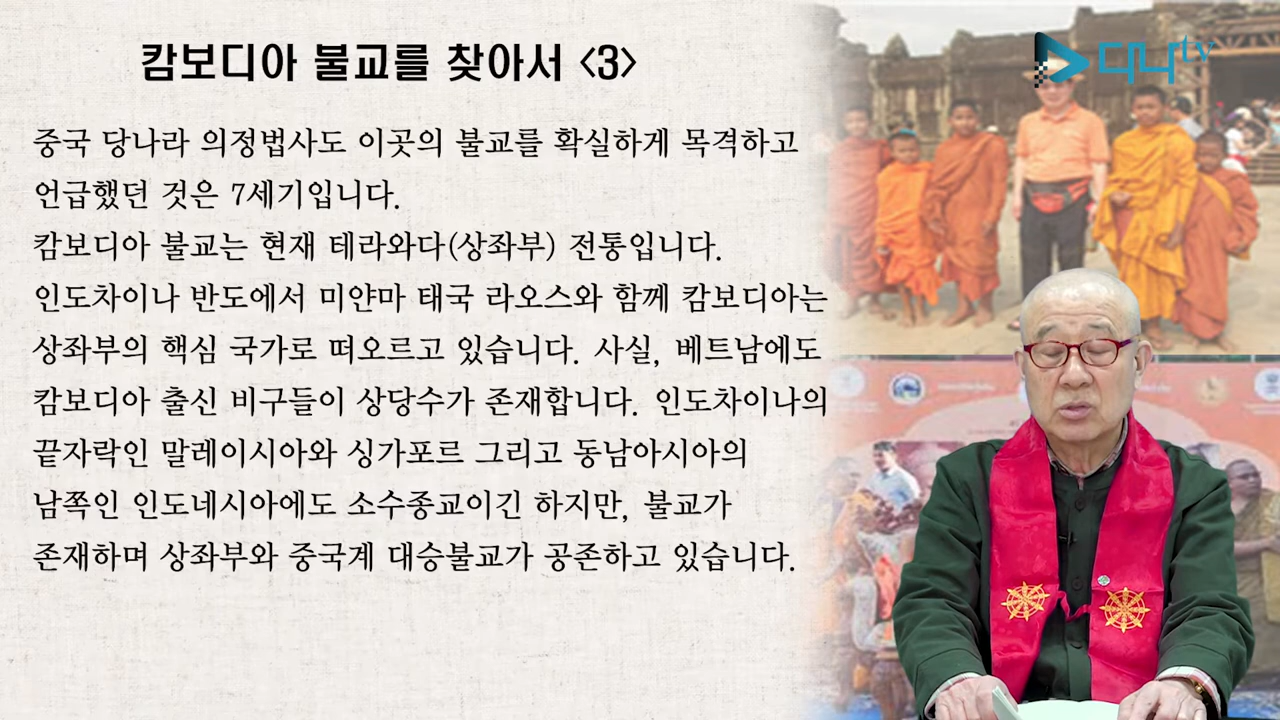 캄보디아 불교를 찾아서 <3>
다나tv
중국 당나라 의정법사도 이곳의 불교를 확실하게 목격하고
언급했던 것은 7세기입니다.
캄보디아 불교는 현재 테라와다(상좌부) 전통입니다.
인도차이나 반도에서 미얀마 태국 라오스와 함께 캄보디아는
상좌부의 핵심 국가로 떠오르고 있습니다. 사실, 베트남에도
캄보디아 출신 비구들이 상당수가 존재합니다. 인도차이나의
끝자락인 말레이시아와 싱가포르 그리고 동남아시아의
남쪽인 인도네시아에도 소수종교이긴 하지만, 불교가
존재하며 상좌부와 중국계 대승불교가 공존하고 있습니다.